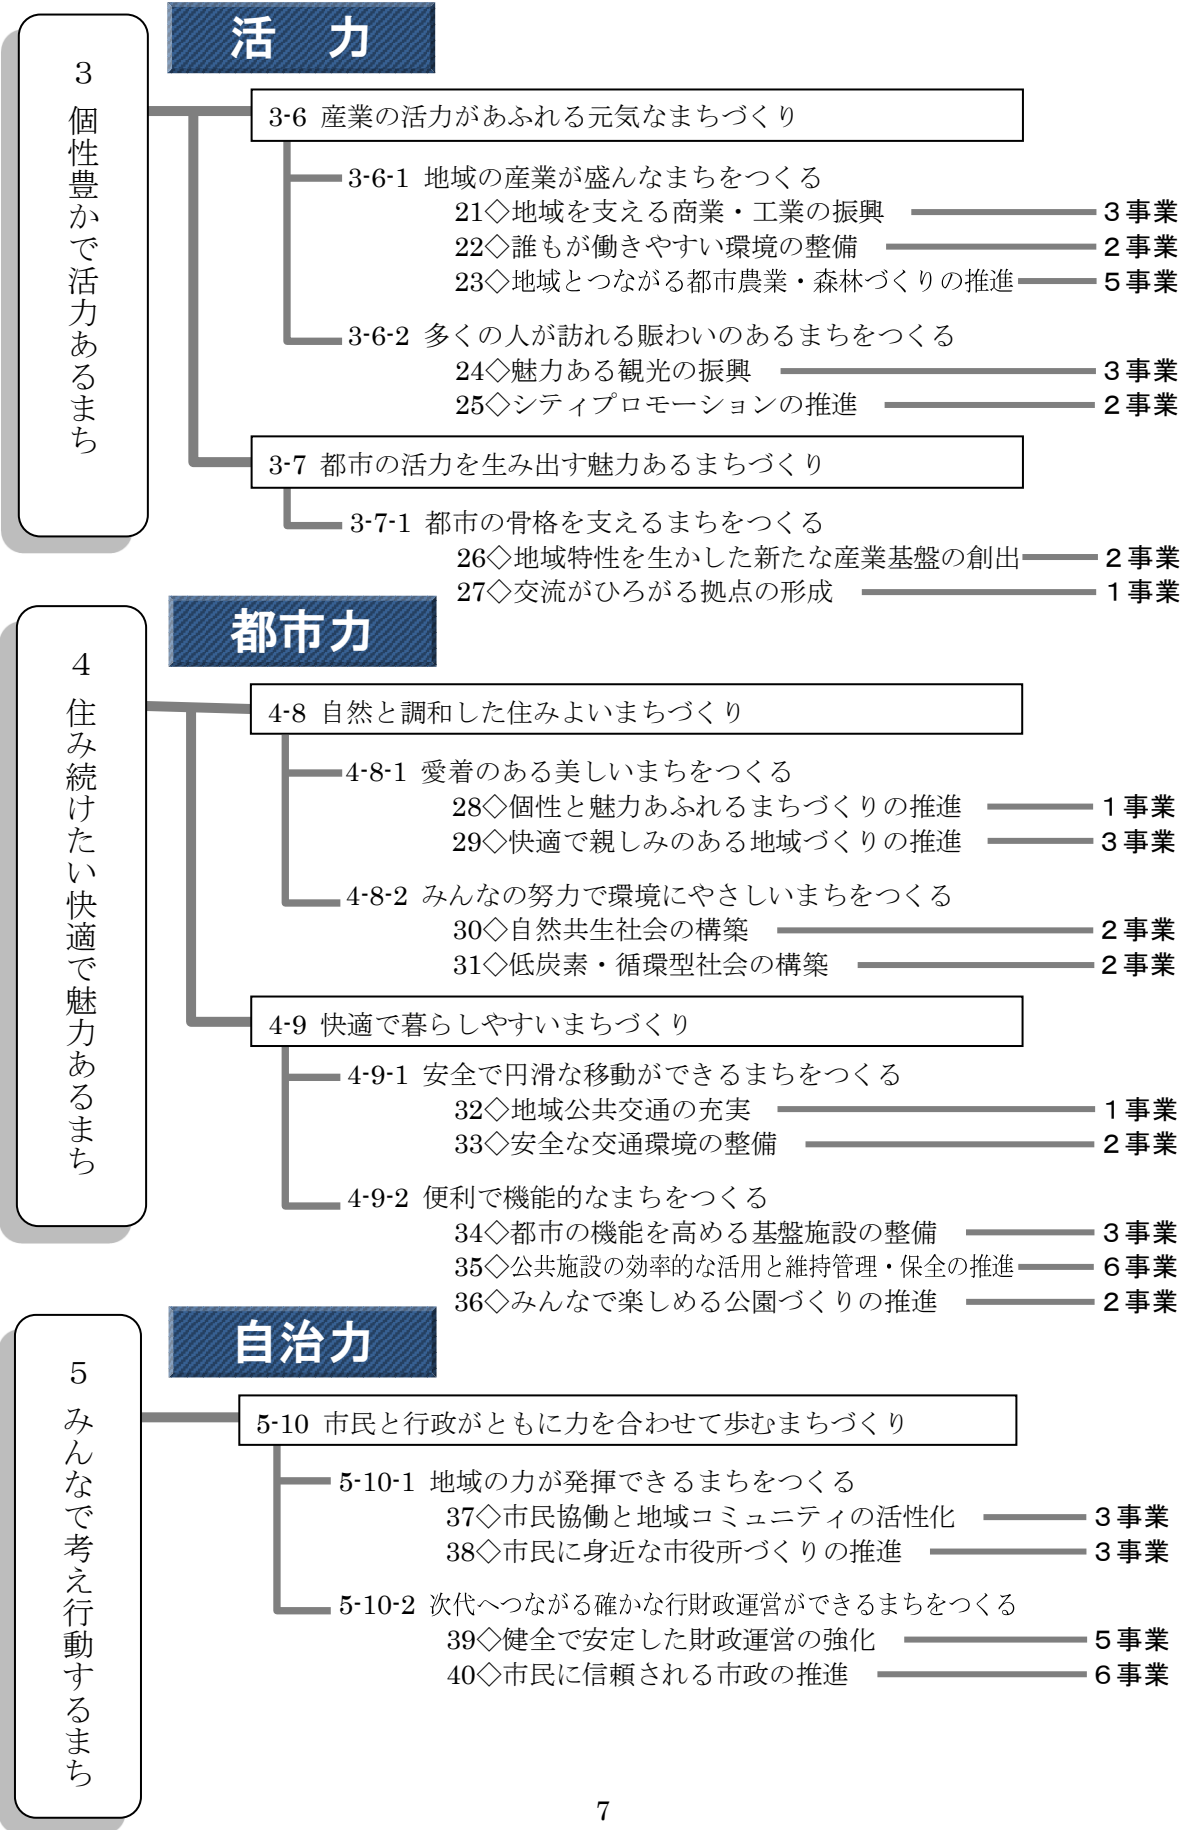 活　力
3　個性豊かで活力あるまち
3-6 産業の活力があふれる元気なまちづくり
3-6-1 地域の産業が盛んなまちをつくる
21◇地域を支える商業・工業の振興 3事業
22◇誰もが働きやすい環境の整備 2事業
23◇地域とつながる都市農業・森林づくりの推進 5事業
3-6-2 多くの人が訪れる賑わいのあるまちをつくる
24◇魅力ある観光の振興 3事業
25◇シティプロモーションの推進 2事業
3-7 都市の活力を生み出す魅力あるまちづくり
3-7-1 都市の骨格を支えるまちをつくる
26◇地域特性を生かした新たな産業基盤の創出 2事業
27◇交流がひろがる拠点の形成 1事業
都市力
4　住み続けたい快適で魅力あるまち
4-8 自然と調和した住みよいまちづくり
4-8-1 愛着のある美しいまちをつくる
28◇個性と魅力あふれるまちづくりの推進 1事業
29◇快適で親しみのある地域づくりの推進 3事業
4-8-2 みんなの努力で環境にやさしいまちをつくる
30◇自然共生社会の構築 2事業
31◇低炭素・循環型社会の構築 2事業
4-9 快適で暮らしやすいまちづくり
4-9-1 安全で円滑な移動ができるまちをつくる
32◇地域公共交通の充実 1事業
33◇安全な交通環境の整備 2事業
4-9-2 便利で機能的なまちをつくる
34◇都市の機能を高める基盤施設の整備 3事業
35◇公共施設の効率的な活用と維持管理・保全の推進 6事業
36◇みんなで楽しめる公園づくりの推進 2事業
自治力
5　みんなで考え行動するまち
5-10 市民と行政がともに力を合わせて歩むまちづくり
5-10-1 地域の力が発揮できるまちをつくる
37◇市民協働と地域コミュニティの活性化 3事業
38◇市民に身近な市役所づくりの推進 3事業
5-10-2 次代へつながる確かな行財政運営ができるまちをつくる
39◇健全で安定した財政運営の強化 5事業
40◇市民に信頼される市政の推進 6事業
7